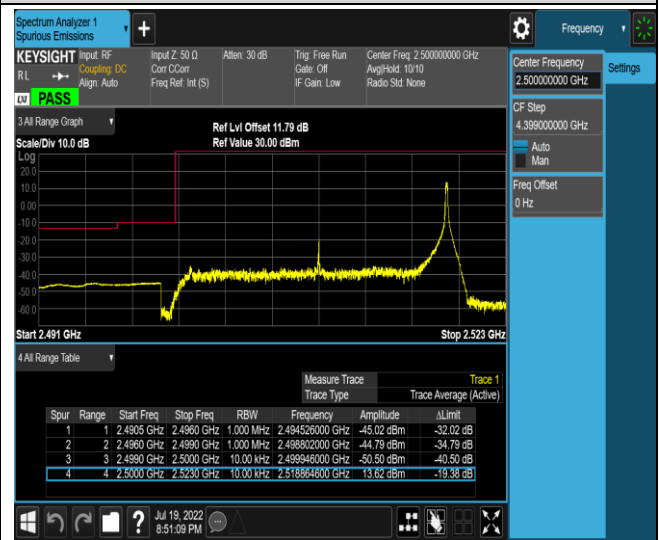 Spectrum Analyzer 1
Spurious Emissions
Frequency
KEYSIGHT
RL
Input: RF
Coupling: DC
Align: Auto
Input Z: 50 Ω
Corr CCorr
Freq Ref: Int (S)
Atten: 30 dB
Trig: Free Run
Gate: Off
IF Gain: Low
Center Freq: 2.500000000 GHz
Avg|Hold: 10/10
Radio Std: None
LXI PASS
3 All Range Graph
Ref Lvl Offset 11.79 dB
Scale/Div 10.0 dB Ref Value 30.00 dBm
Log
20.0
10.0
0.00
-10.0
-20.0
-30.0
-40.0
-50.0
-60.0
Start 2.491 GHz Stop 2.523 GHz
4 All Range Table
Measure Trace Trace 1
Trace Type Trace Average (Active)
Spur Range Start Freq Stop Freq RBW Frequency Amplitude ΔLimit
1 1 2.4905 GHz 2.4960 GHz 1.000 MHz 2.494526000 GHz -45.02 dBm -32.02 dB
2 2 2.4960 GHz 2.4990 GHz 1.000 MHz 2.498802000 GHz -44.79 dBm -34.79 dB
3 3 2.4990 GHz 2.5000 GHz 10.00 kHz 2.499946000 GHz -50.50 dBm -40.50 dB
4 4 2.5000 GHz 2.5230 GHz 10.00 kHz 2.518864600 GHz 13.62 dBm -19.38 dB
Jul 19, 2022
8:51:09 PM
Center Frequency
2.500000000 GHz
Settings
CF Step
4.399000000 GHz
Auto
Man
Freq Offset
0 Hz